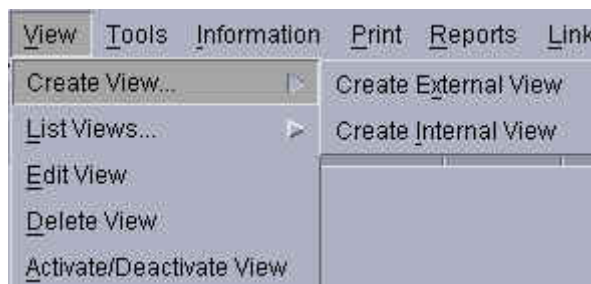 View Tools Information Print Reports Link
Create View... Create External View
List Views... Create Internal View
Edit View
Delete View
Activate/Deactivate View